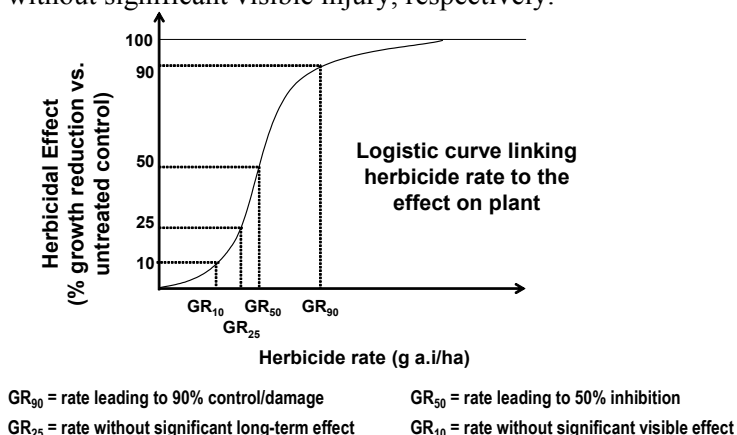 without significant visible injury, respectively.
100
90
50
25
10
Herbicidal Effect
(% growth reduction vs.
untreated control)
Logistic curve linking
herbicide rate to the
effect on plant
GR10 GR50 GR90
GR25
Herbicide rate (g a.i/ha)
GR90 = rate leading to 90% control/damage
GR50 = rate leading to 50% inhibition
GR25 = rate without significant long-term effect
GR10 = rate without significant visible effect